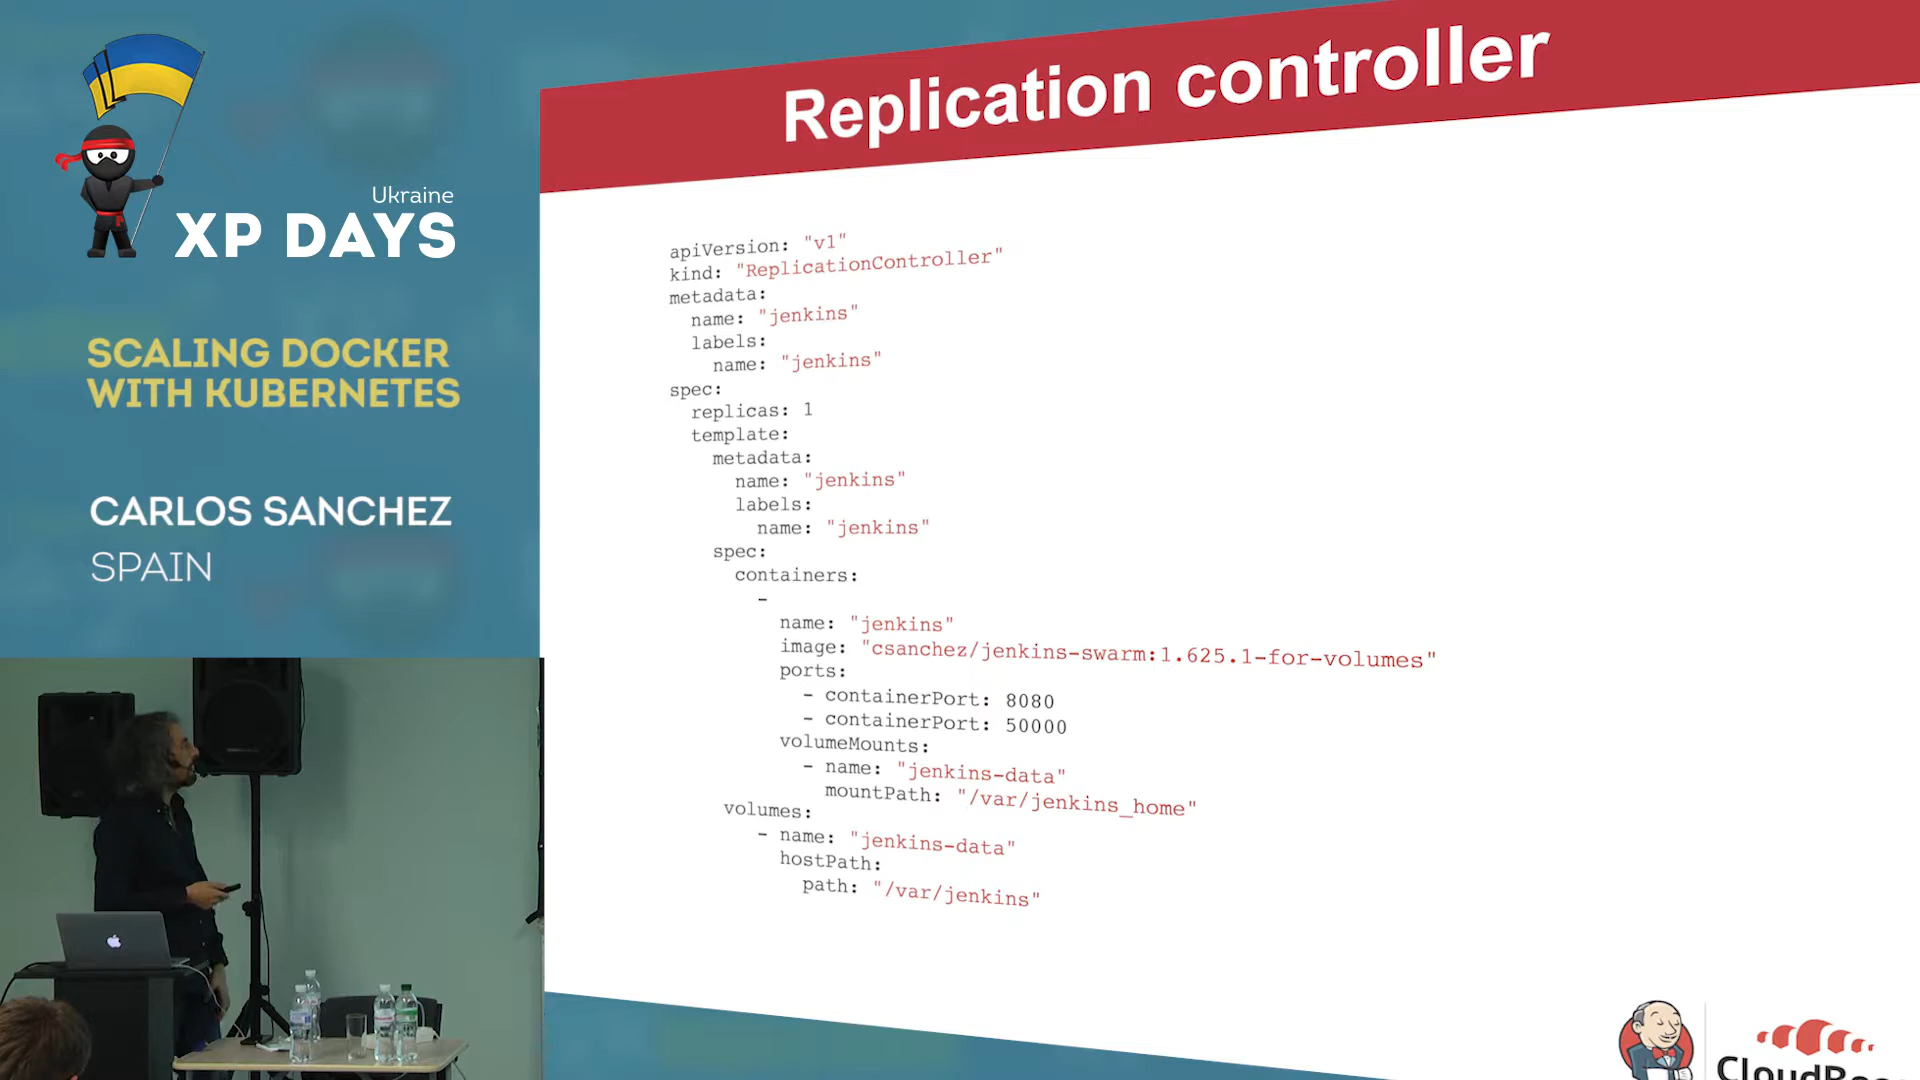 Ukraine
XP DAYS
SCALING DOCKER
WITH KUBERNETES
CARLOS SANCHEZ
SPAIN
Replication controller
apiVersion: "v1"
kind: "ReplicationController"
metadata:
  name: "jenkins"
  labels:
    name: "jenkins"
spec:
  replicas: 1
  template:
    metadata:
      name: "jenkins"
      labels:
        name: "jenkins"
    spec:
      containers:
        -
          name: "jenkins"
          image: "csanchez/jenkins-swarm:1.625.1-for-volumes"
          ports:
            - containerPort: 8080
            - containerPort: 50000
          volumeMounts:
            - name: "jenkins-data"
              mountPath: "/var/jenkins_home"
     volumes:
        - name: "jenkins-data"
          hostPath:
            path: "/var/jenkins"